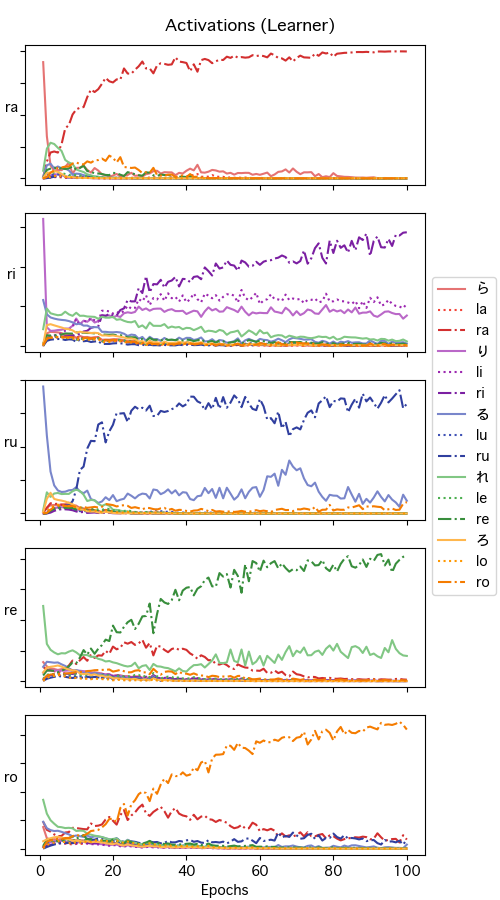 Activations (Learner)
ra
ri
ru
re
ro
0 20 40 60 80 100
Epochs
ら
la
ra
り
li
ri
る
lu
ru
れ
le
re
ろ
lo
ro